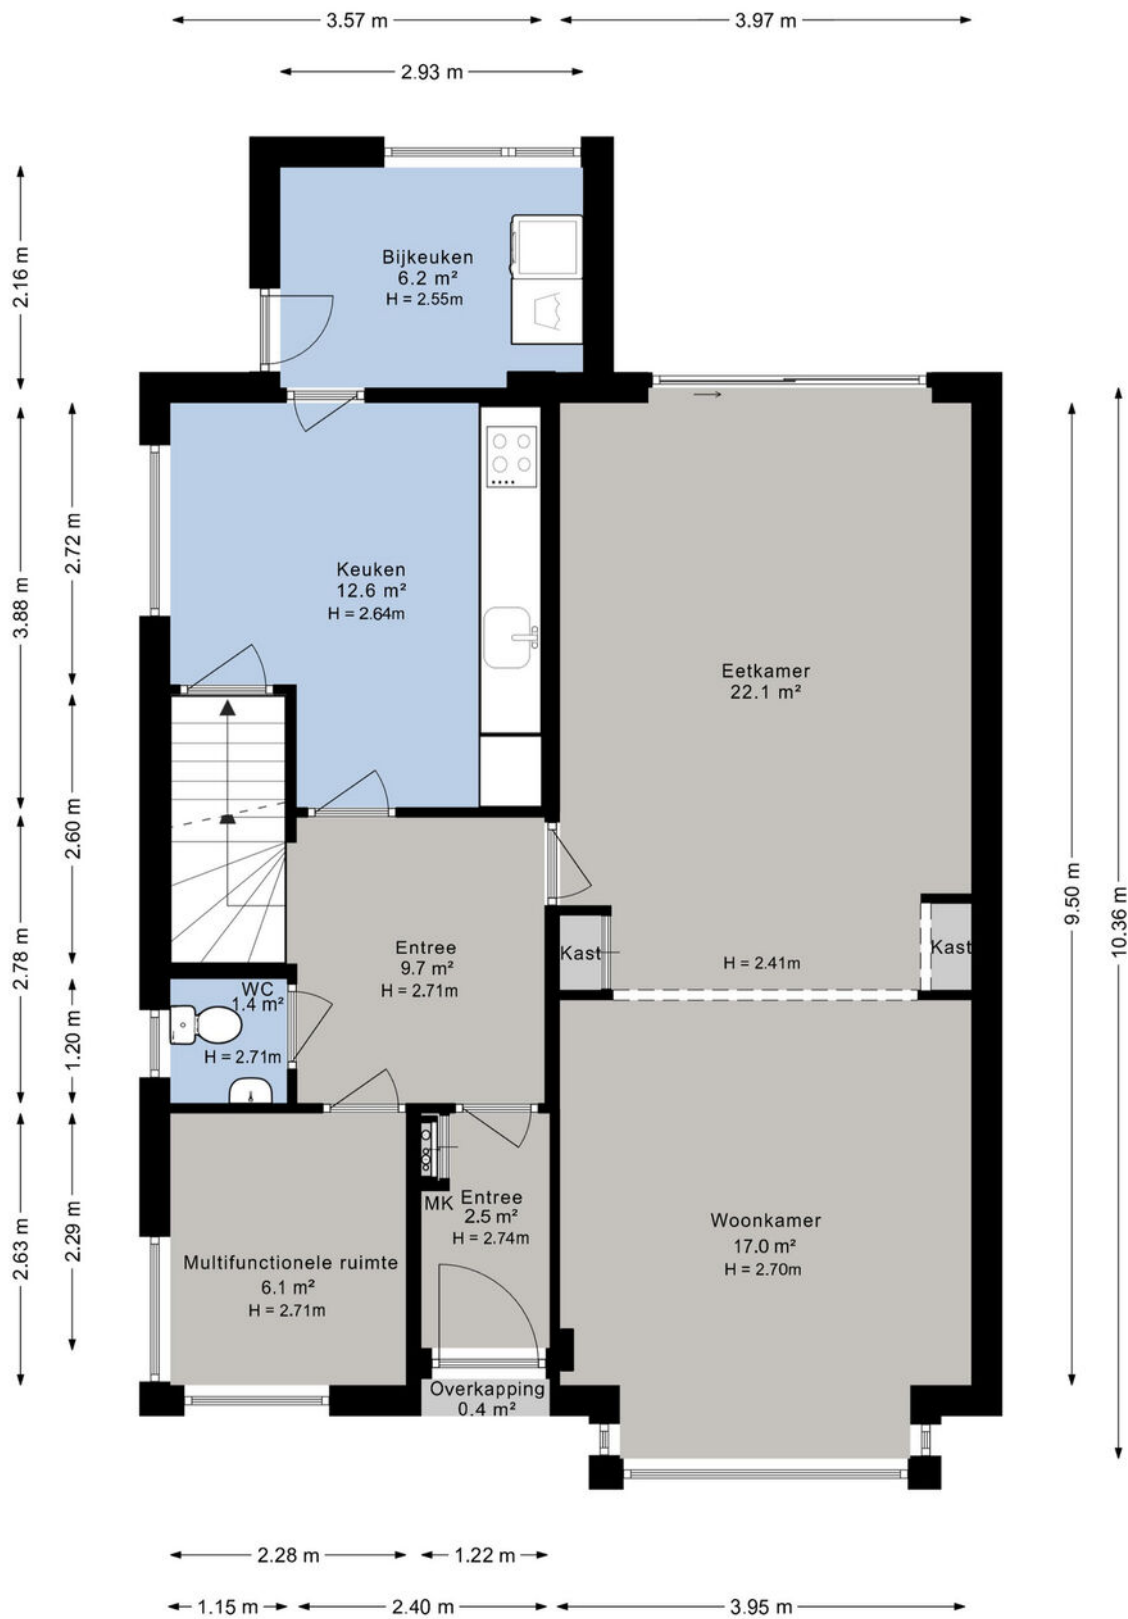 3.57 m
3.97 m
2.93 m
2.16 m
Bijkeuken
6.2 m²
H = 2.55m
3.88 m
2.72 m
Keuken
12.6 m²
H = 2.64m
Eetkamer
22.1 m²
2.60 m
2.78 m
9.50 m
10.36 m
Entree
9.7 m²
H = 2.71m
Kast
H = 2.41m
Kast
WC
1.4 m²
H = 2.71m
1.20 m
2.63 m
2.29 m
MK
Entree
2.5 m²
H = 2.74m
Woonkamer
17.0 m²
H = 2.70m
Multifunctionele ruimte
6.1 m²
H = 2.71m
Overkapping
0.4 m²
2.28 m
1.22 m
1.15 m
2.40 m
3.95 m